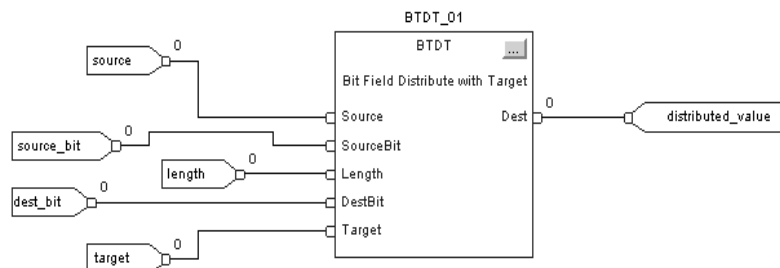 BTDT_01
0
source
BTDT
...
Bit Field Distribute with Target
0
Source
Dest
distributed_value
0
source_bit
SourceBit
0
length
Length
0
dest_bit
DestBit
0
target
Target